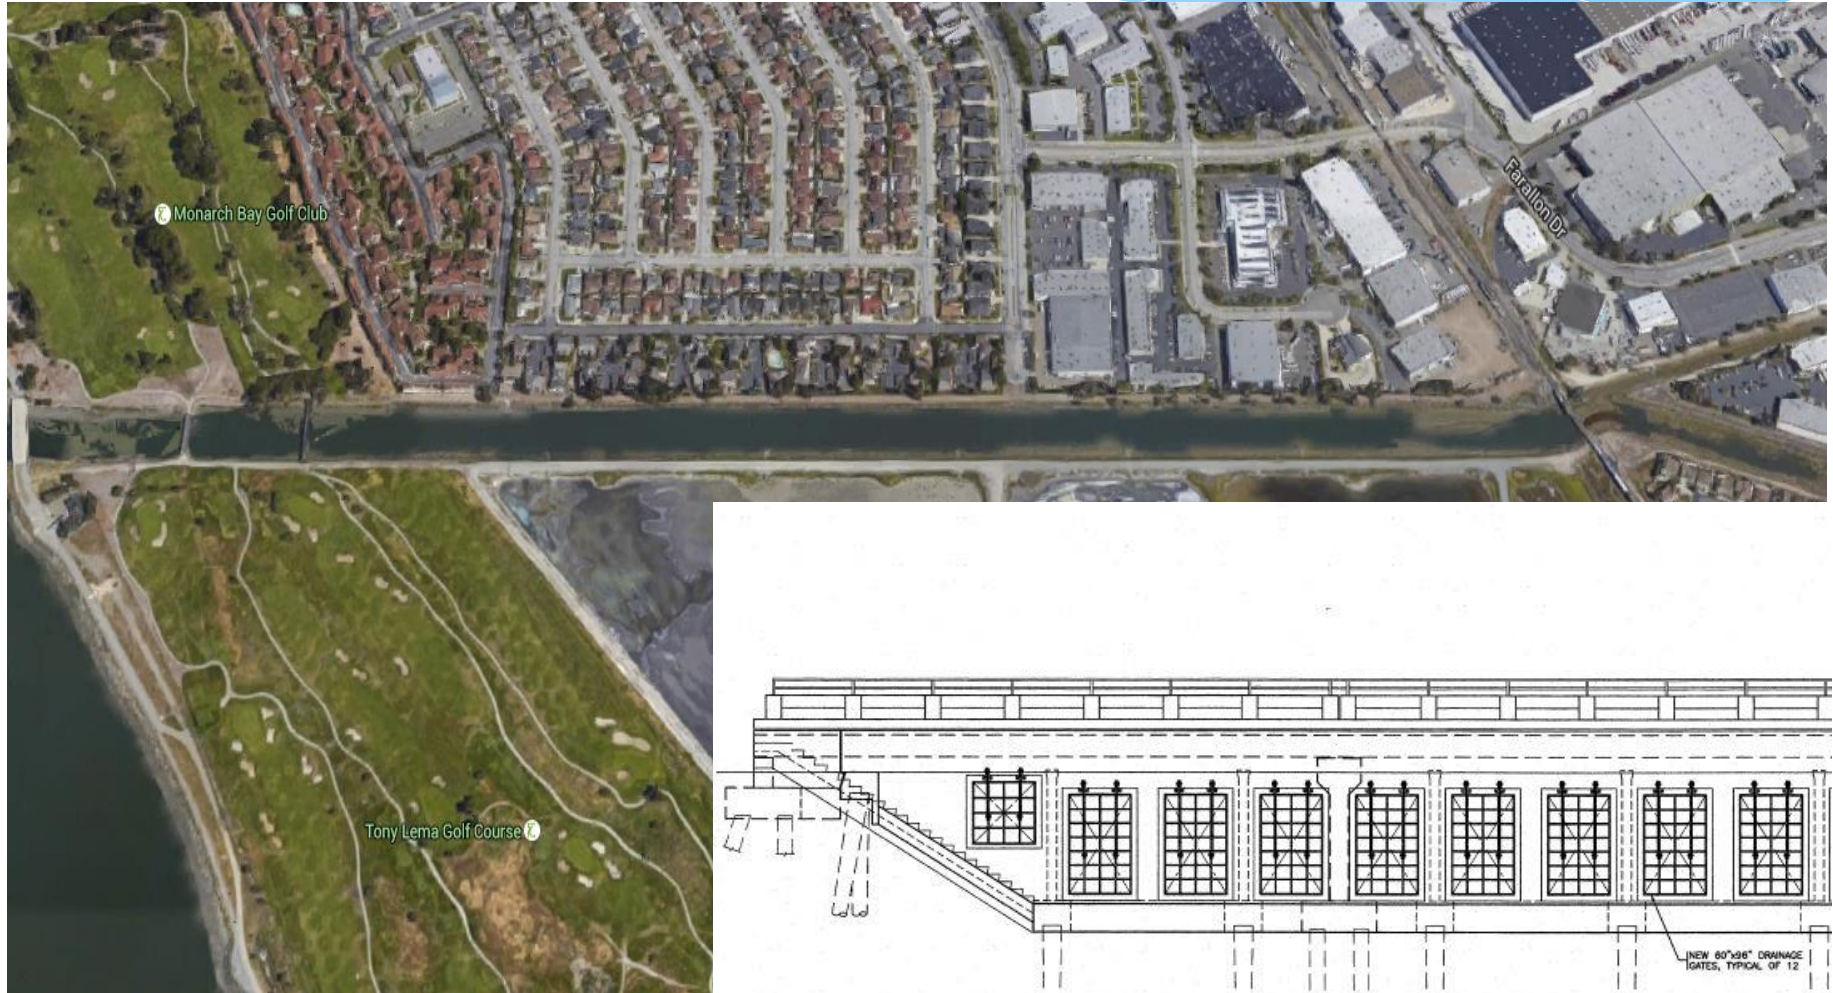 Farallon Dr
Monarch Bay Golf Club
Tony Lema Golf Course
NEW 60"x96" DRAINAGE
GATES, TYPICAL OF 12